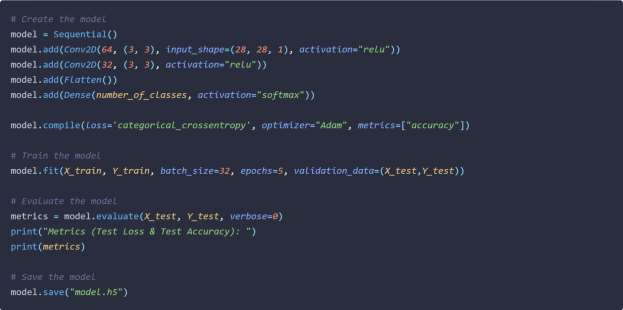 # Create the model
model = Sequential()
model.add(Conv2D(64, (3, 3), input_shape=(28, 28, 1), activation="relu"))
model.add(Conv2D(32, (3, 3), activation="relu"))
model.add(Flatten())
model.add(Dense(number_of_classes, activation="softmax"))
model.compile(loss='categorical_crossentropy', optimizer="Adam", metrics=["accuracy"])
# Train the model
model.fit(X_train, Y_train, batch_size=32, epochs=5, validation_data=(X_test,Y_test))
# Evaluate the model
metrics = model.evaluate(X_test, Y_test, verbose=0)
print("Metrics (Test Loss & Test Accuracy): ")
print(metrics)
# Save the model
model.save("model.h5")